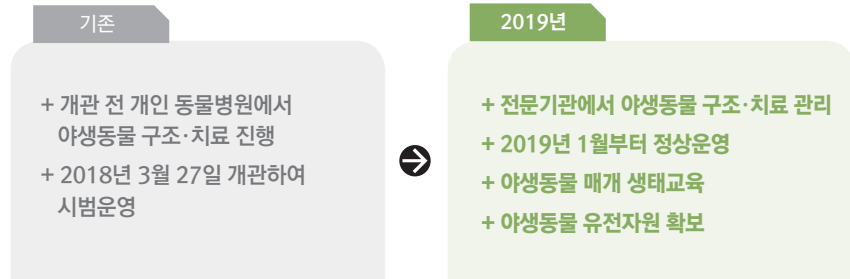 기존
+ 개관 전 개인 동물병원에서
야생동물 구조·치료 진행
+ 2018년 3월 27일 개관하여
시범운영
2019년
+ 전문기관에서 야생동물 구조·치료 관리
+ 2019년 1월부터 정상운영
+ 야생동물 매개 생태교육
+ 야생동물 유전자원 확보